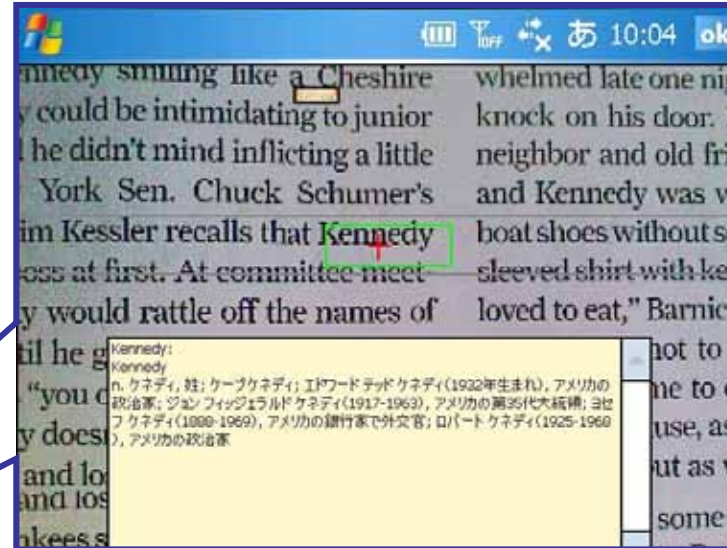 あ 10:04 ok
OFF
ennedy smiling like a Cheshire
y could be intimidating to junior
he didn't mind inflicting a little
York Sen. Chuck Schumer's
im Kessler recalls that Kennedy
oss at first. At committee meet
y would rattle off the names of
til he g
"you
y does
and lo
and los
nkees s
whelmed late one ni
knock on his door.
neighbor and old fri
and Kennedy was
boat shoes without s
sleeved shirt with ke
loved to eat," Barnic
not to
me to
use, as
ut as
some
Kennedy:
Kennedy
n. ケネディ, 姓; ケープケネディ; エドワード テッド ケネディ(1932年生まれ), アメリカの
政治家; ジョン フィッジェラルド ケネディ(1917-1963), アメリカの第35代大統領; ヨセ
フ ケネディ(1888-1969), アメリカの銀行家で外交官; ロバート ケネディ(1925-1968
), アメリカの政治家